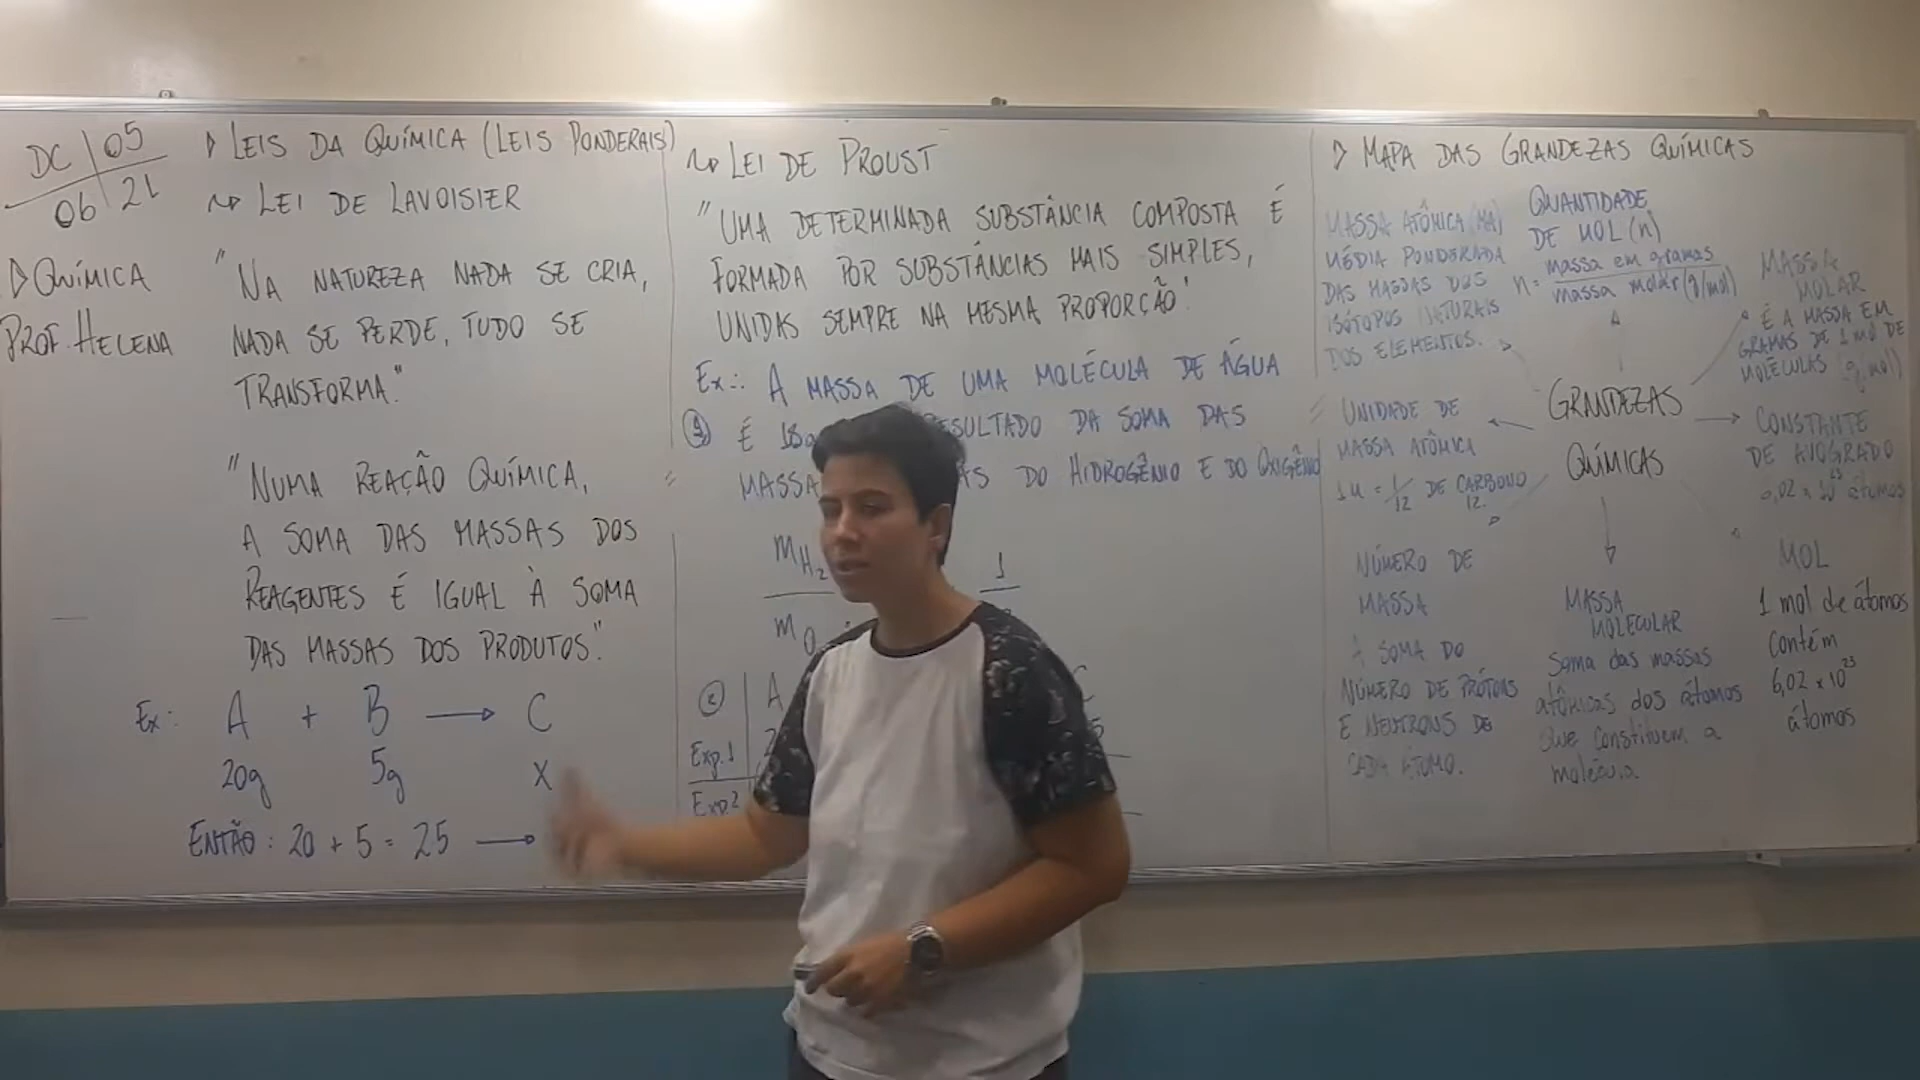 DC 05
06 21
▷ QUÍMICA
PROF. HELENA
▷ LEIS DA QUÍMICA (LEIS PONDERAIS)
~> LEI DE LAVOISIER
"NA NATUREZA NADA SE CRIA,
NADA SE PERDE, TUDO SE
TRANSFORMA."
"NUMA REAÇÃO QUÍMICA,
A SOMA DAS MASSAS DOS
REAGENTES É IGUAL À SOMA
DAS MASSAS DOS PRODUTOS."
Ex: A + B → C
20g 5g X
ENTÃO: 20 + 5 = 25 →
~> LEI DE PROUST
"UMA DETERMINADA SUBSTÂNCIA COMPOSTA É
FORMADA POR SUBSTÂNCIAS MAIS SIMPLES,
UNIDAS SEMPRE NA MESMA PROPORÇÃO".
Ex.: A MASSA DE UMA MOLÉCULA DE ÁGUA
É RESULTADO DA SOMA DAS
DO HIDROGÊNIO E DO OXIGÊNIO
mH₂ 1
mO
A
Exp.1
Exp.2
▷ MAPA DAS GRANDEZAS QUÍMICAS
MASSA ATÔMICA (MA)
MÉDIA PONDERADA
DAS MASSAS DOS
ISÓTOPOS NATURAIS
DOS ELEMENTOS.
QUANTIDADE
DE MOL (n)
n = massa em gramas
massa molar (g/mol)
MASSA
MOLAR
É A MASSA EM
GRAMAS DE 1 mol DE
MOLÉCULAS (g/mol)
UNIDADE DE
MASSA ATÔMICA
1u = 1/12 DE CARBONO
12.
GRANDEZAS
QUÍMICAS
CONSTANTE
DE AVOGRADO
6,02 x 10²³ átomos
NÚMERO DE
MASSA
A SOMA DO
NÚMERO DE PRÓTONS
E NEUTRONS DE
CADA ÁTOMO.
MASSA
MOLECULAR
Soma das massas
atômicas dos átomos
que constituem a
molécula.
MOL
1 mol de átomos
contém
6,02 x 10²³
átomos